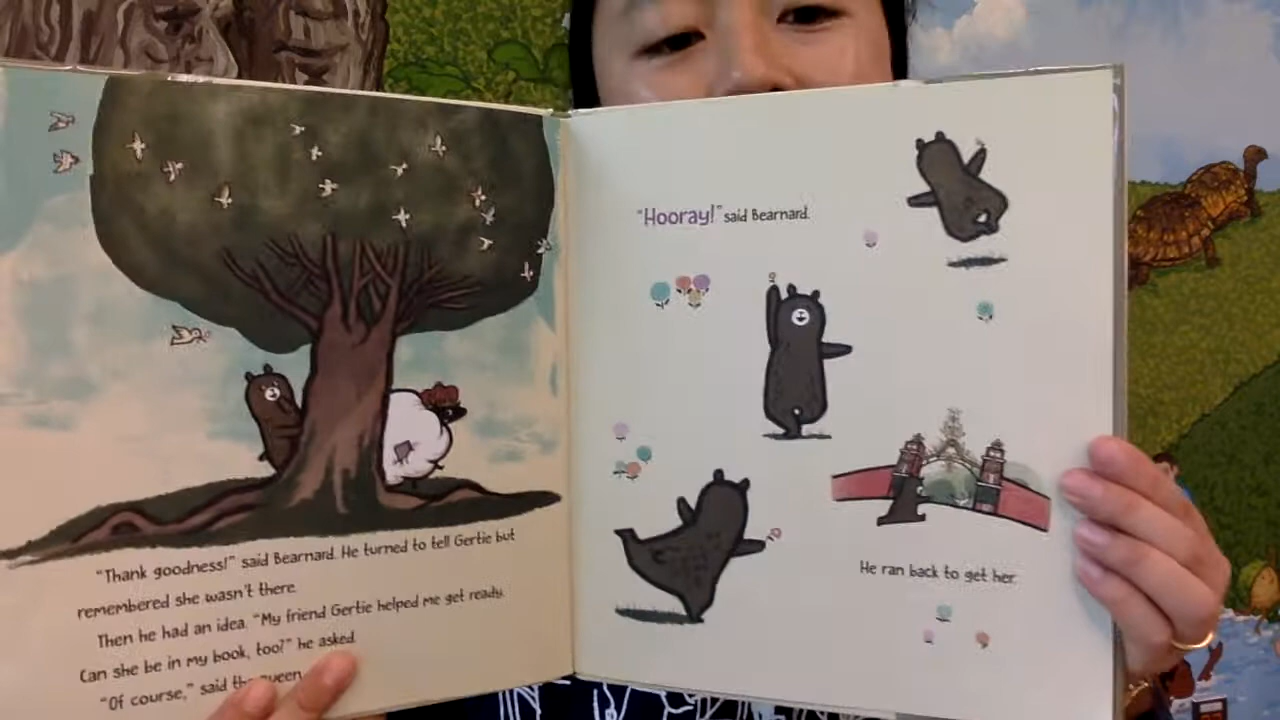 "Thank goodness!" said Bearnard. He turned to tell Gertie but
remembered she wasn't there.
Then he had an idea. "My friend Gertie helped me get ready.
Can she be in my book, too?" he asked.
"Of course," said the Queen
"Hooray!" said Bearnard.
He ran back to get her.